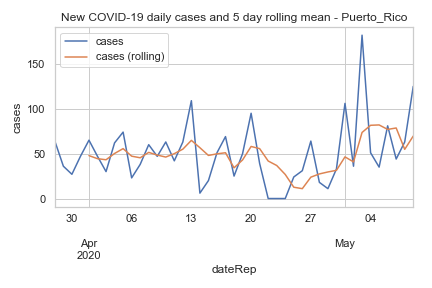 New COVID-19 daily cases and 5 day rolling mean - Puerto_Rico
cases
cases (rolling)
150
100
50
0
cases
30 06 13 20 27 04
Apr May
2020
dateRep